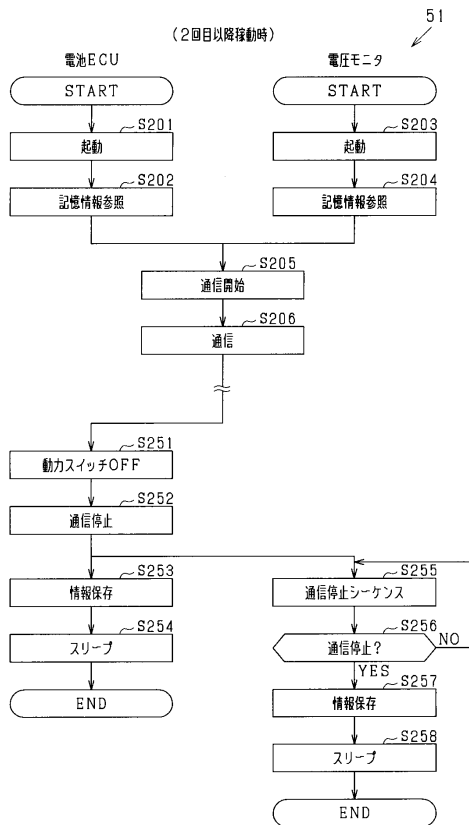 51
(2回目以降稼動時)
電池ECU
電圧モニタ
START
START
S201
起動
S203
起動
S202
記憶情報参照
S204
記憶情報参照
S205
通信開始
S206
通信
S251
動力スイッチOFF
S252
通信停止
S253
情報保存
S254
スリープ
END
S255
通信停止シーケンス
S256
通信停止?
NO
YES
S257
情報保存
S258
スリープ
END